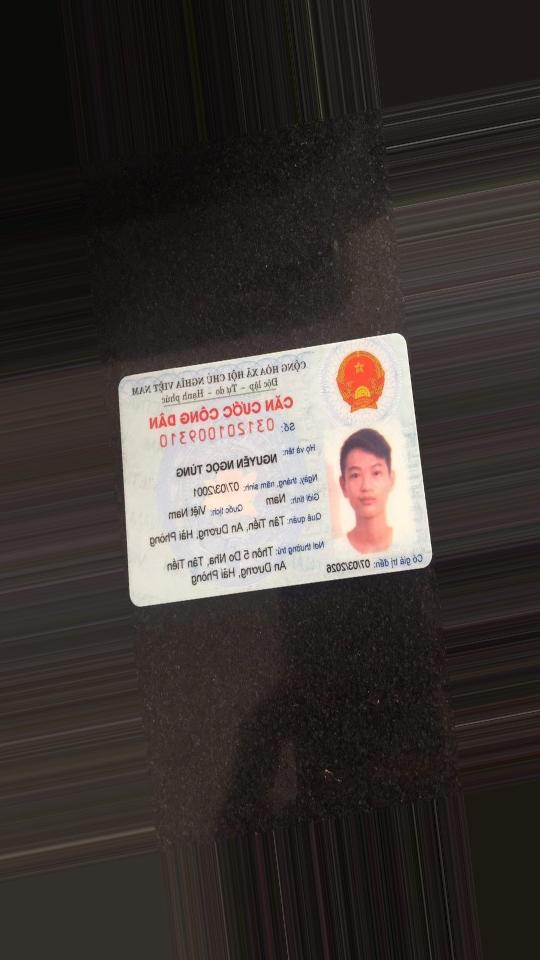 CỘNG HÒA XÃ HỘI CHỦ NGHĨA VIỆT NAM
Độc lập - Tự do - Hạnh phúc
CĂN CƯỚC CÔNG DÂN
Số: 031201009310
Họ và tên: NGUYỄN NGỌC TÙNG
Ngày, tháng, năm sinh: 07/03/2001
Giới tính: Nam Quốc tịch: Việt Nam
Quê quán: Tân Tiến, An Dương, Hải Phòng
Nơi thường trú: Thôn 5 Do Nha, Tân Tiến
An Dương, Hải Phòng
Có giá trị đến: 07/03/2026